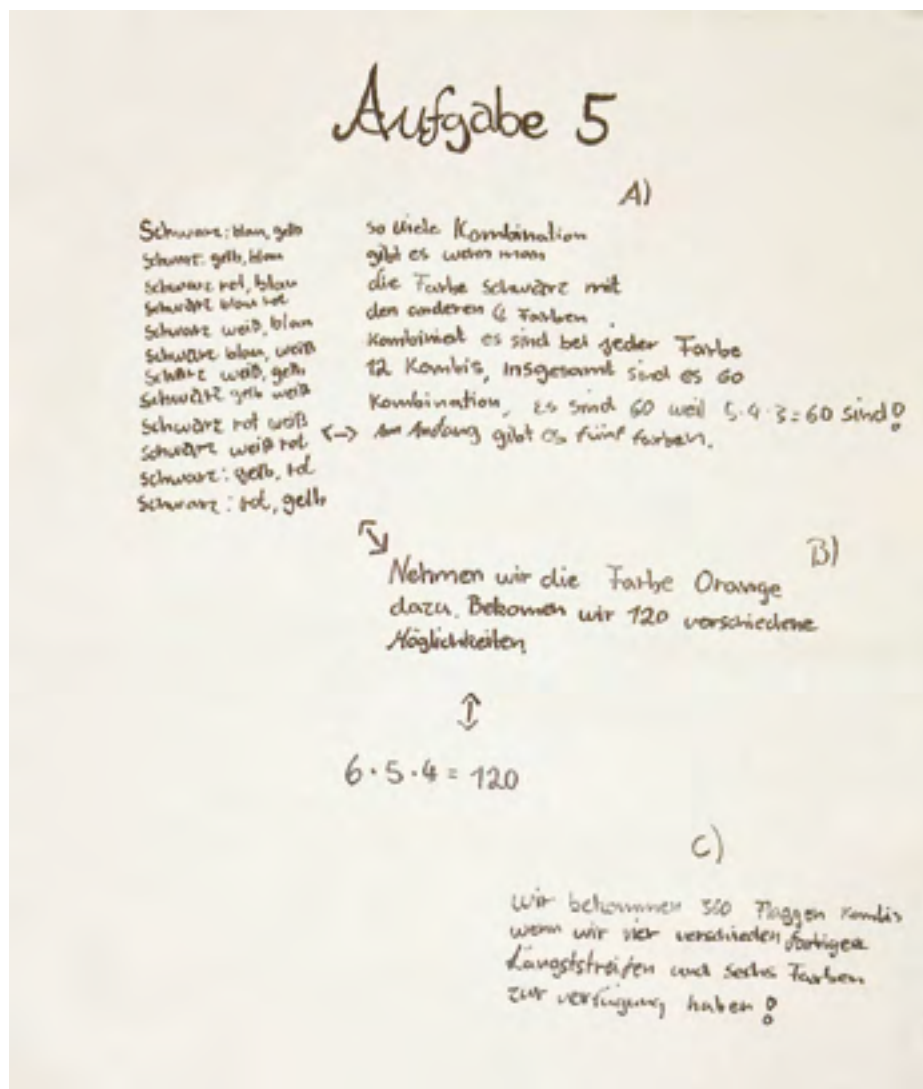 Aufgabe 5
A)
Schwarz: blau, gelb
Schwarz: gelb, blau
Schwarz rot, blau
Schwarz blau rot
Schwarz weiß, blau
Schwarz blau, weiß
Schwarz weiß, gelb
Schwarz gelb weiß
Schwarz rot weiß
Schwarz weiß rot
Schwarz: gelb, rot
Schwarz: rot, gelb
so viele Kombination
gibt es wenn man
die Farbe Schwarz mit
den anderen 4 Farben
Kombiniert es sind bei jeder Farbe
12 Kombis, Insgesamt sind es 60
Kombination, es sind 60 weil 5·4·3=60 sind!
<-> Am Anfang gibt es fünf farben.
B)
Nehmen wir die Farbe Orange
dazu. Bekomen wir 120 verschiedene
Möglichkeiten
6·5·4=120
C)
wir bekommen 360 Flaggen Kombis
wenn wir vier verschieden farbigen
Langststreifen und sechs Farben
zur verfügung haben!